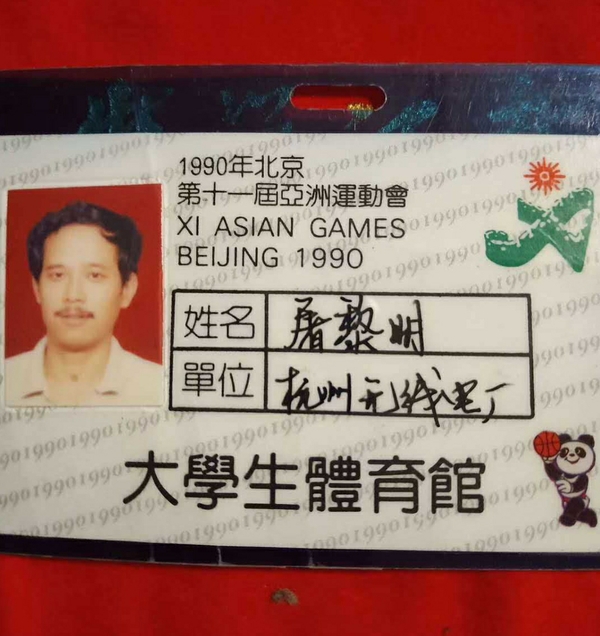 1990年北京
第十一屆亞洲運動會
XI ASIAN GAMES
BEIJING 1990
姓名 屠黎明
單位 杭州无线电厂
大學生體育館